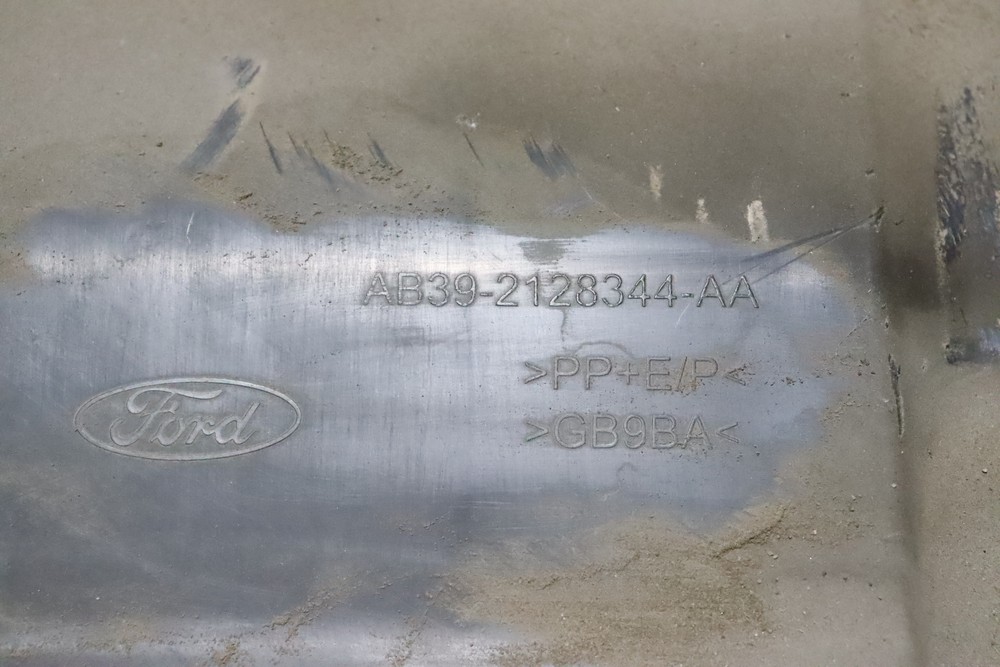 AB39-2128344-AA
>PP+E/P<
Ford
>GB9BA<